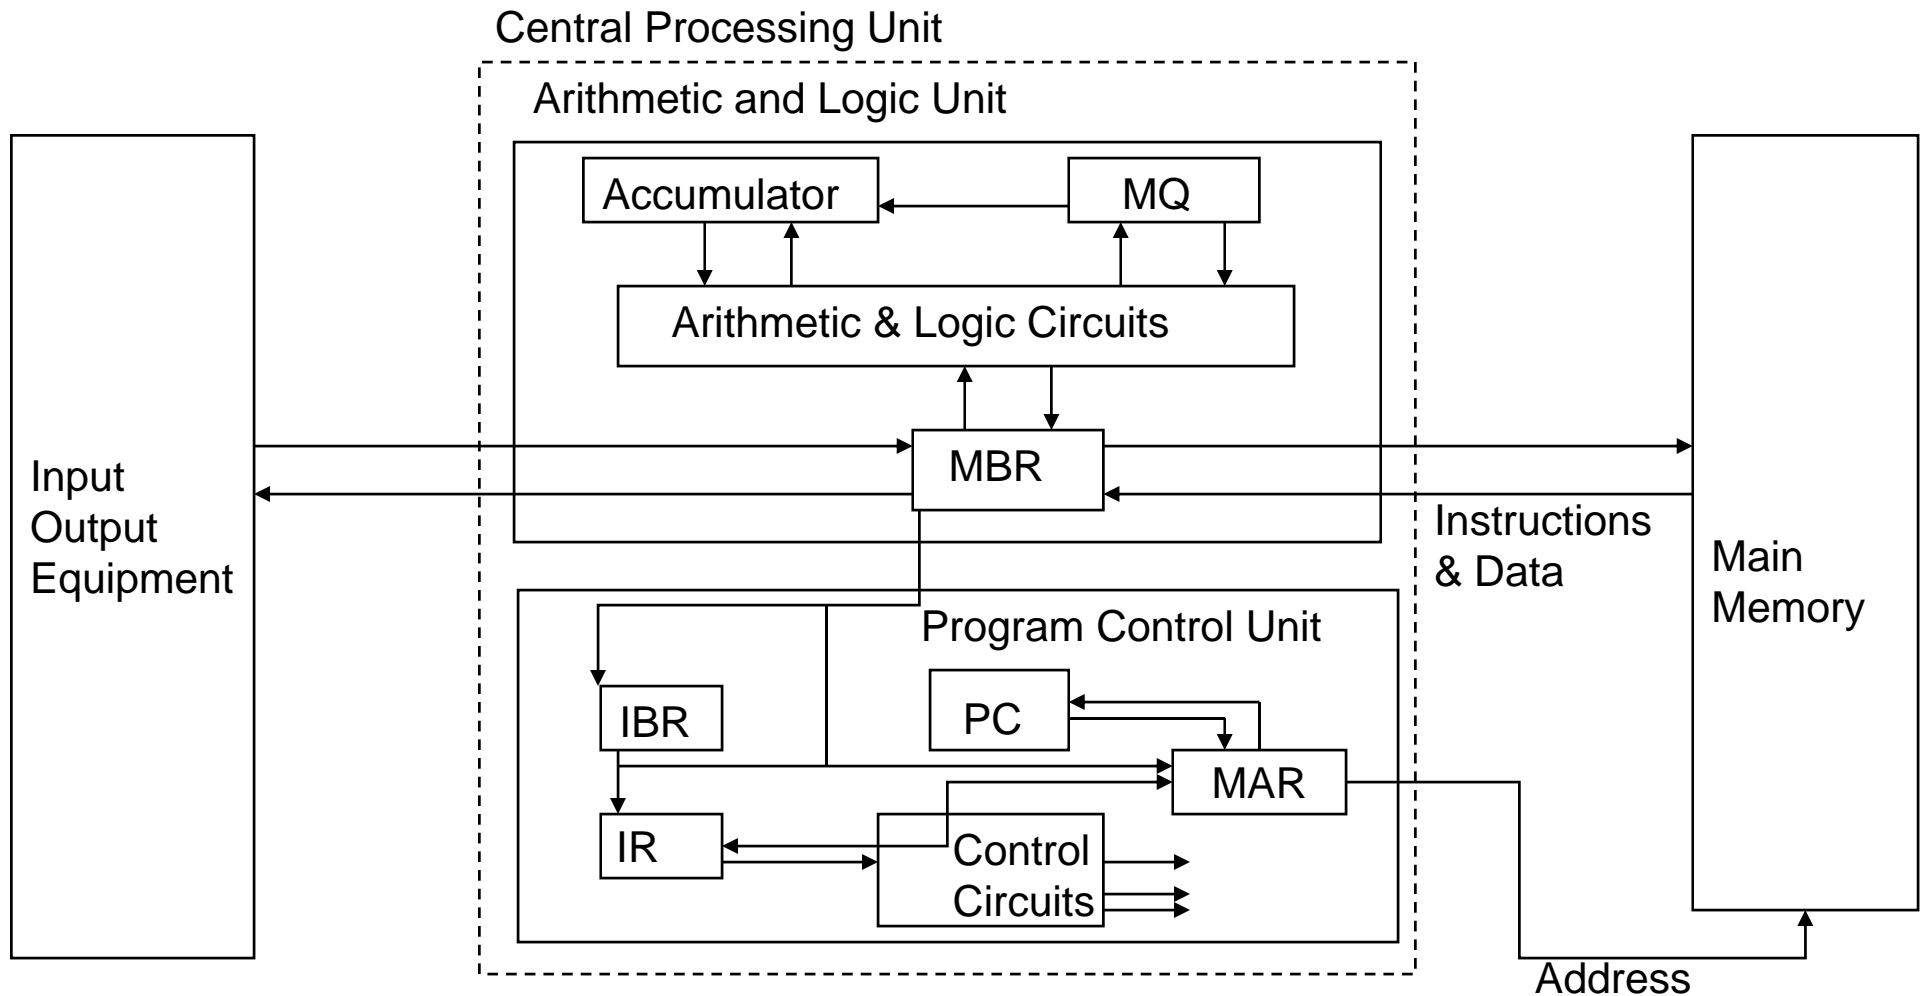 Central Processing Unit
Arithmetic and Logic Unit
Accumulator
MQ
Arithmetic & Logic Circuits
MBR
Input
Output
Equipment
Instructions
& Data
Main
Memory
Program Control Unit
IBR
PC
MAR
IR
Control
Circuits
Address